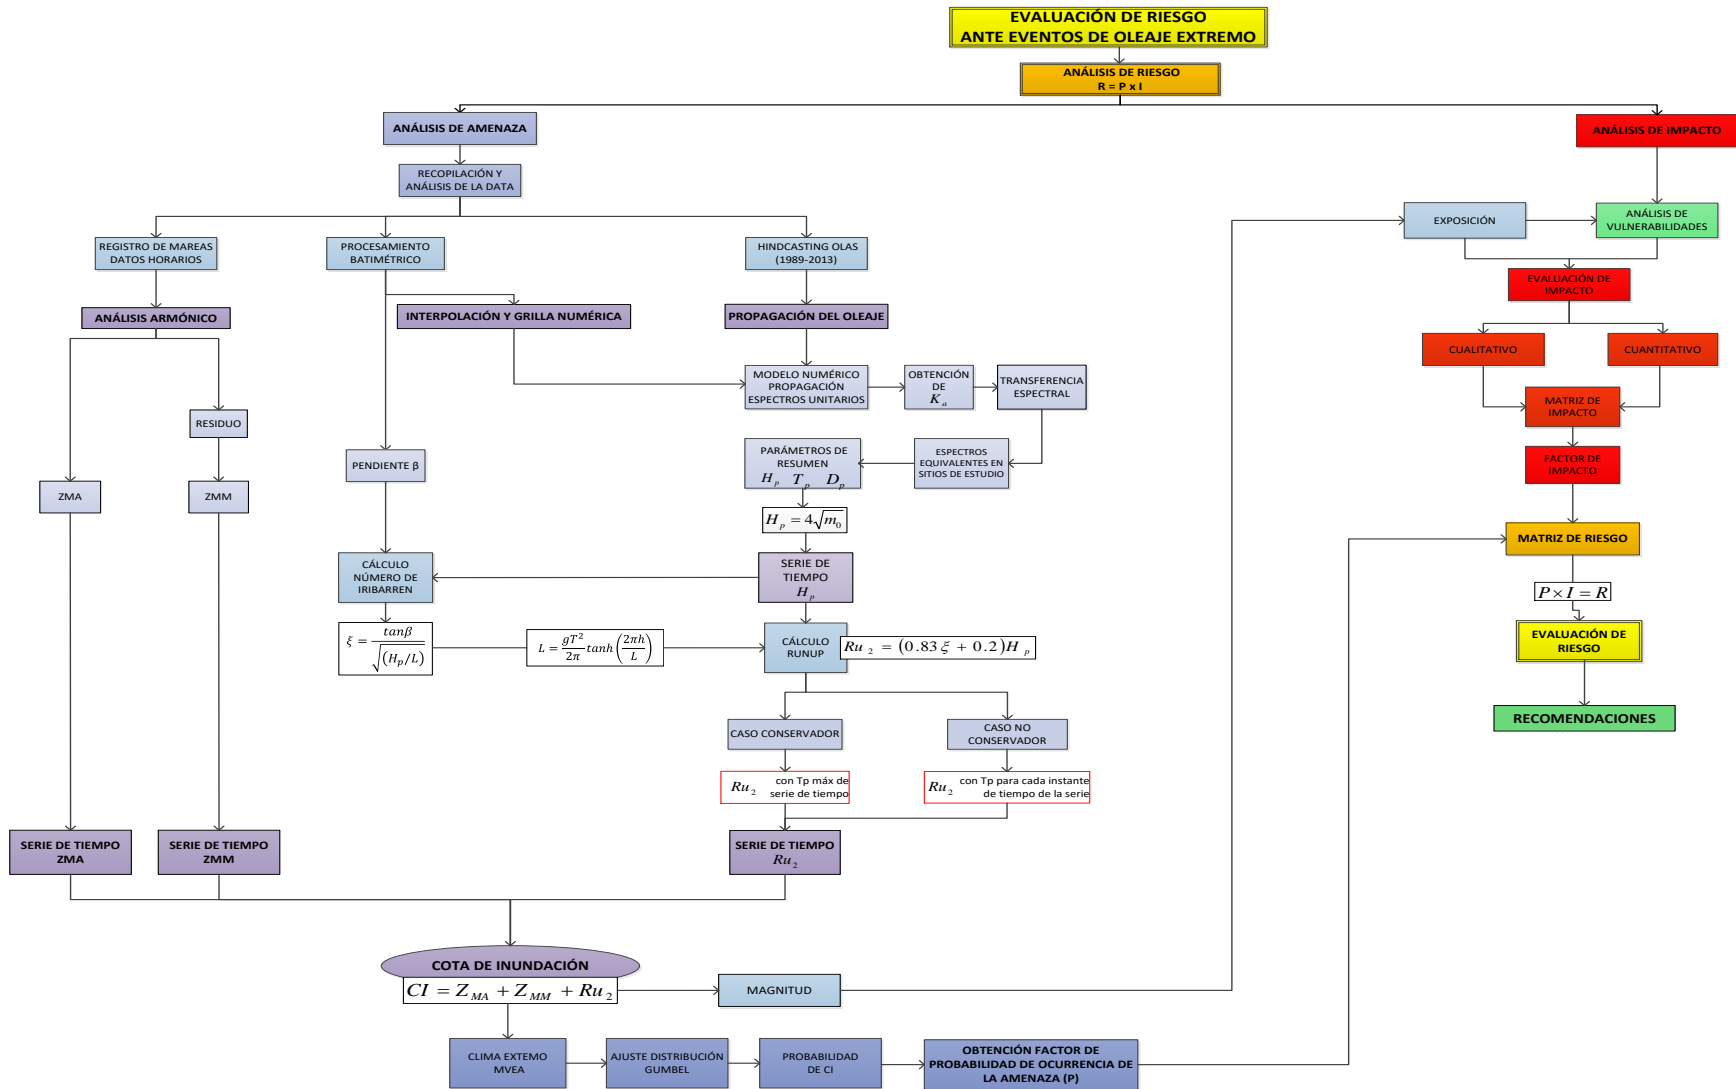 EVALUACIÓN DE RIESGO
ANTE EVENTOS DE OLEAJE EXTREMO
ANÁLISIS DE RIESGO
R = P x I
ANÁLISIS DE AMENAZA
ANÁLISIS DE IMPACTO
RECOPILACIÓN Y
ANÁLISIS DE LA DATA
EXPOSICIÓN
ANÁLISIS DE
VULNERABILIDADES
REGISTRO DE MAREAS
DATOS HORARIOS
PROCESAMIENTO
BATIMÉTRICO
HINDCASTING OLAS
(1989-2013)
EVALUACIÓN DE
IMPACTO
ANÁLISIS ARMÓNICO
INTERPOLACIÓN Y GRILLA NUMÉRICA
PROPAGACIÓN DEL OLEAJE
CUALITATIVO
CUANTITATIVO
MODELO NUMÉRICO
PROPAGACIÓN
ESPECTROS UNITARIOS
OBTENCIÓN
DE
K_a
TRANSFERENCIA
ESPECTRAL
MATRIZ DE
IMPACTO
RESIDUO
PENDIENTE β
PARÁMETROS DE
RESUMEN
H_p T_p D_p
ESPECTROS
EQUIVALENTES EN
SITIOS DE ESTUDIO
FACTOR DE
IMPACTO
ZMA
ZMM
H_p = 4√m_0
MATRIZ DE RIESGO
CÁLCULO
NÚMERO DE
IRIBARREN
SERIE DE
TIEMPO
H_p
P × I = R
ξ = tanβ / √(H_p/L)
L = gT²/2π tanh(2πh/L)
CÁLCULO
RUNUP
Ru_2 = (0.83 ξ + 0.2) H_p
EVALUACIÓN DE
RIESGO
CASO CONSERVADOR
CASO NO
CONSERVADOR
RECOMENDACIONES
Ru_2 con Tp máx de
serie de tiempo
Ru_2 con Tp para cada instante
de tiempo de la serie
SERIE DE TIEMPO
ZMA
SERIE DE TIEMPO
ZMM
SERIE DE TIEMPO
Ru_2
COTA DE INUNDACIÓN
CI = Z_MA + Z_MM + Ru_2
MAGNITUD
CLIMA EXTEMO
MVEA
AJUSTE DISTRIBUCIÓN
GUMBEL
PROBABILIDAD
DE CI
OBTENCIÓN FACTOR DE
PROBABILIDAD DE OCURRENCIA DE
LA AMENAZA (P)